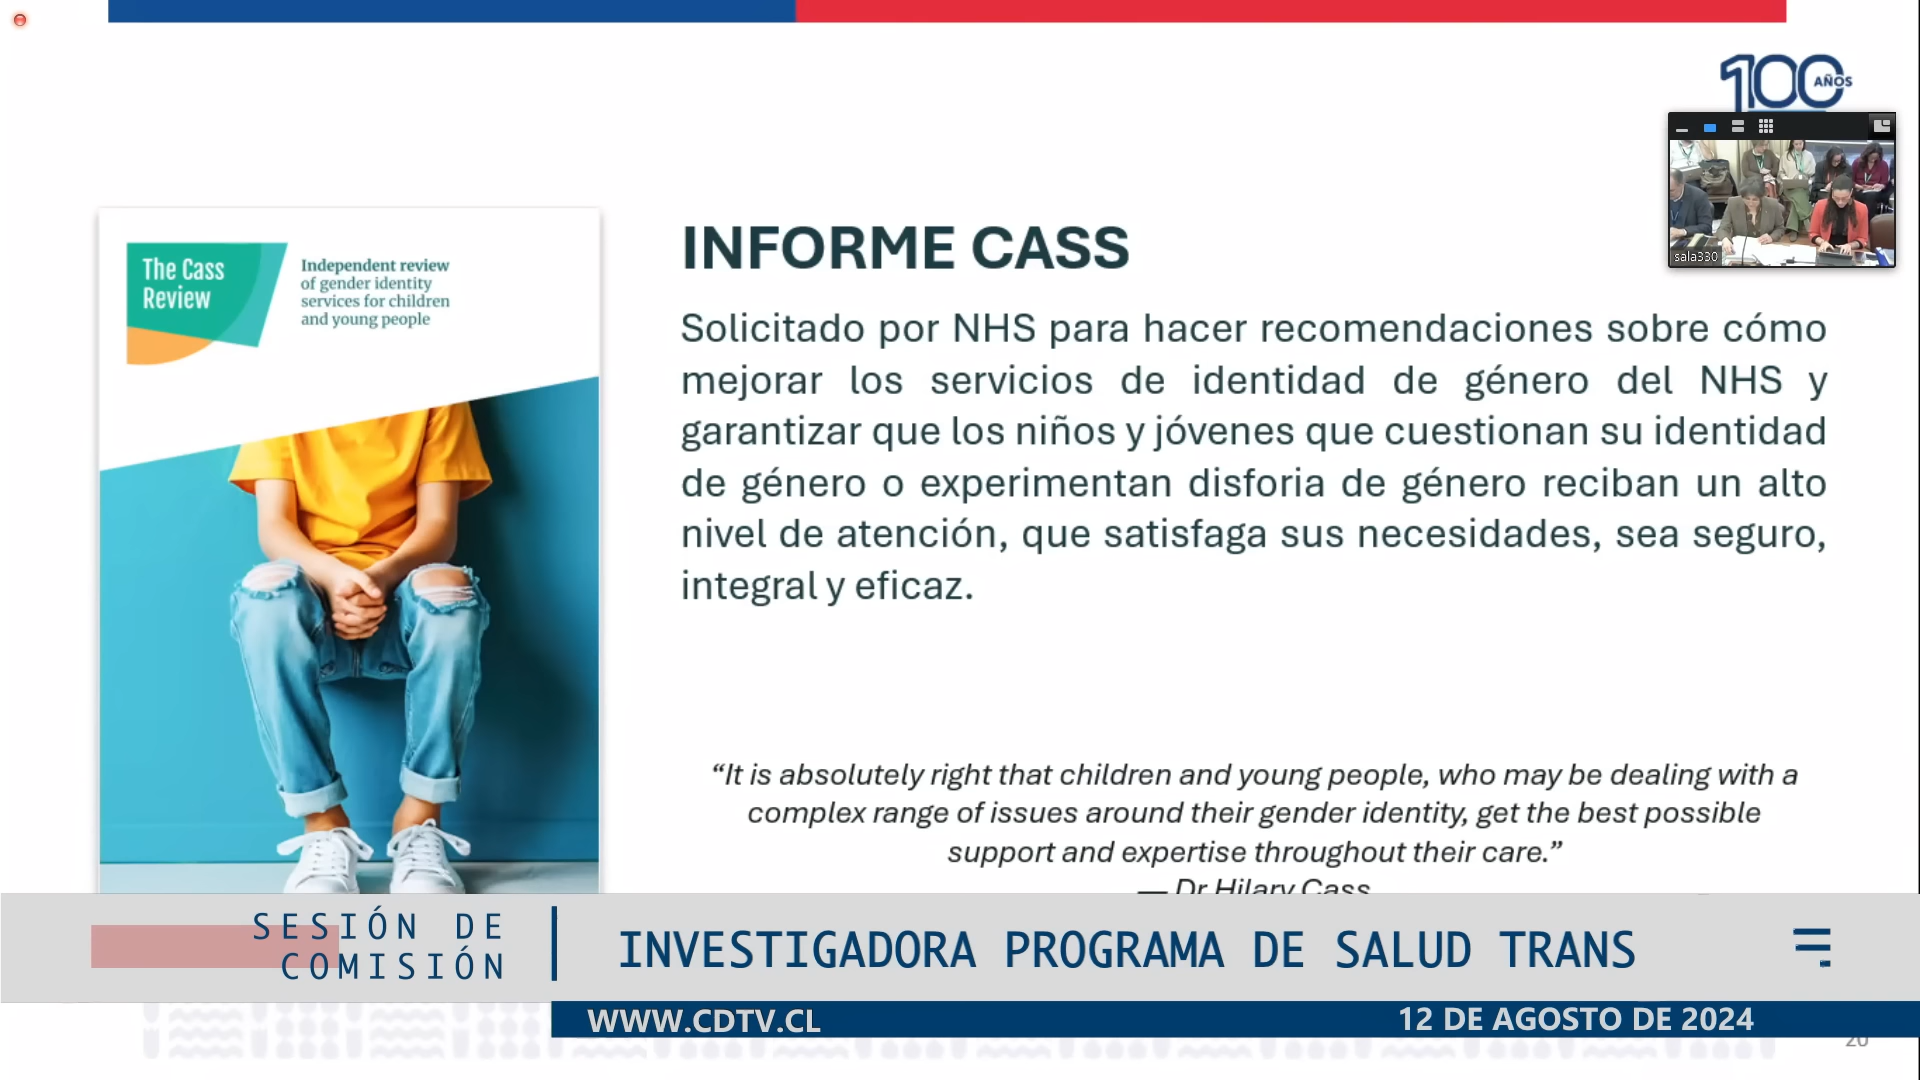 100 AÑOS
sala330
The Cass
Review
Independent review
of gender identity
services for children
and young people
INFORME CASS
Solicitado por NHS para hacer recomendaciones sobre cómo
mejorar los servicios de identidad de género del NHS y
garantizar que los niños y jóvenes que cuestionan su identidad
de género o experimentan disforia de género reciban un alto
nivel de atención, que satisfaga sus necesidades, sea seguro,
integral y eficaz.
“It is absolutely right that children and young people, who may be dealing with a
complex range of issues around their gender identity, get the best possible
support and expertise throughout their care.”
— Dr Hilary Cass
SESIÓN DE
COMISIÓN
INVESTIGADORA PROGRAMA DE SALUD TRANS
WWW.CDTV.CL
12 DE AGOSTO DE 2024
20